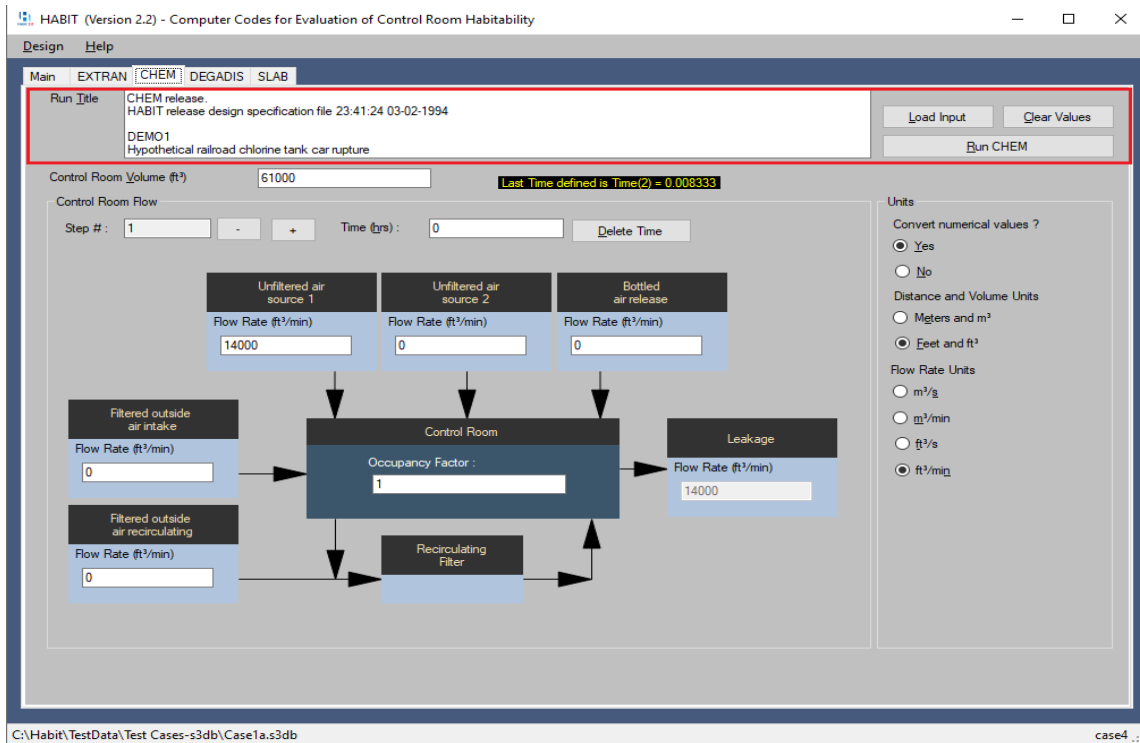 HABIT (Version 2.2) - Computer Codes for Evaluation of Control Room Habitability
Design Help
Main EXTRAN CHEM DEGADIS SLAB
Run Title
CHEM release.
HABIT release design specification file 23:41:24 03-02-1994
DEMO1
Hypothetical railroad chlorine tank car rupture
Load Input Clear Values
Run CHEM
Control Room Volume (ft³) 61000
Last Time defined is Time(2) = 0.008333
Control Room Flow
Step # : 1 - + Time (hrs) : 0 Delete Time
Unfiltered air
source 1
Flow Rate (ft³/min)
14000
Unfiltered air
source 2
Flow Rate (ft³/min)
0
Bottled
air release
Flow Rate (ft³/min)
0
Filtered outside
air intake
Flow Rate (ft³/min)
0
Control Room
Occupancy Factor :
1
Leakage
Flow Rate (ft³/min)
14000
Filtered outside
air recirculating
Flow Rate (ft³/min)
0
Recirculating
Filter
Units
Convert numerical values ?
Yes
No
Distance and Volume Units
Meters and m³
Feet and ft³
Flow Rate Units
m³/s
m³/min
ft³/s
ft³/min
C:\Habit\TestData\Test Cases-s3db\Case1a.s3db case4